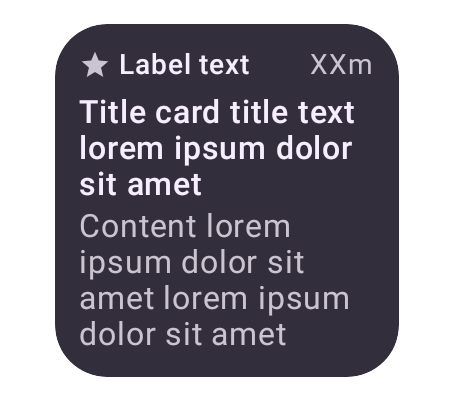 Label text XXm
Title card title text
lorem ipsum dolor
sit amet
Content lorem
ipsum dolor sit
amet lorem ipsum
dolor sit amet